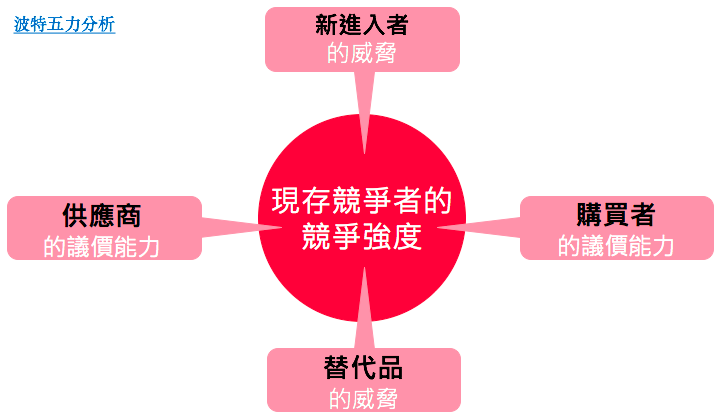 波特五力分析
新進入者
的威脅
現存競爭者的
競爭強度
供應商
的議價能力
購買者
的議價能力
替代品
的威脅